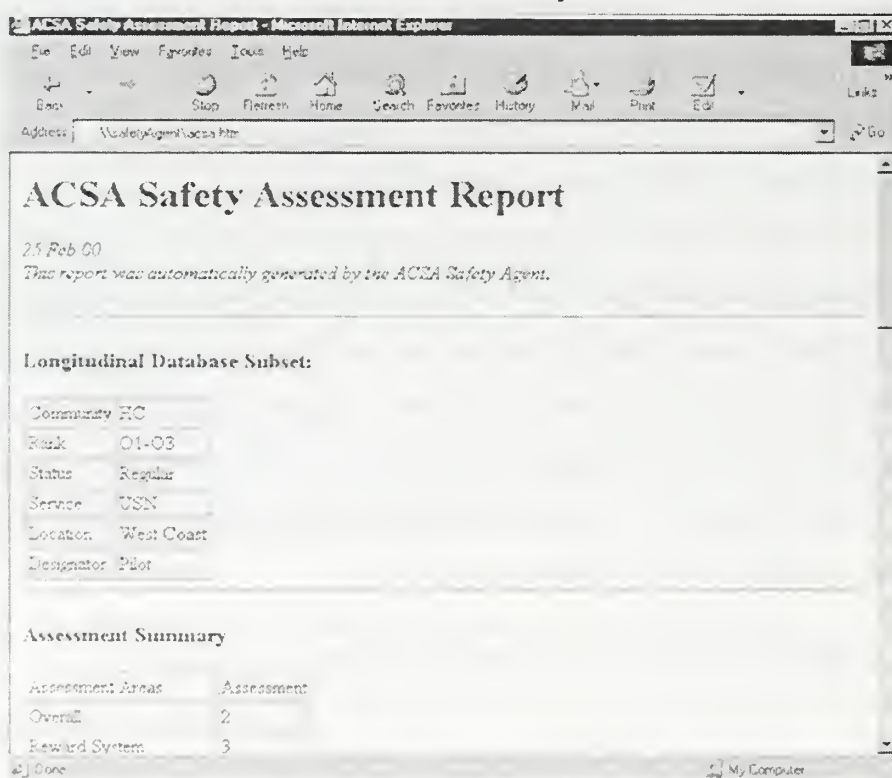 ACSA Safety Assessment Report - Microsoft Internet Explorer
File Edit View Favorites Tools Help
Back Stop Refresh Home Search Favorites History Mail Print Edit Links »
Address \\safetyAgent\acsa.htm Go
ACSA Safety Assessment Report
25 Feb 00
This report was automatically generated by the ACSA Safety Agent.
Longitudinal Database Subset:
Community HC
Rank O1-O3
Status Regular
Service USN
Location West Coast
Designator Pilot
Assessment Summary
Assessment Areas Assessment
Overall 2
Reward System 3
Done My Computer